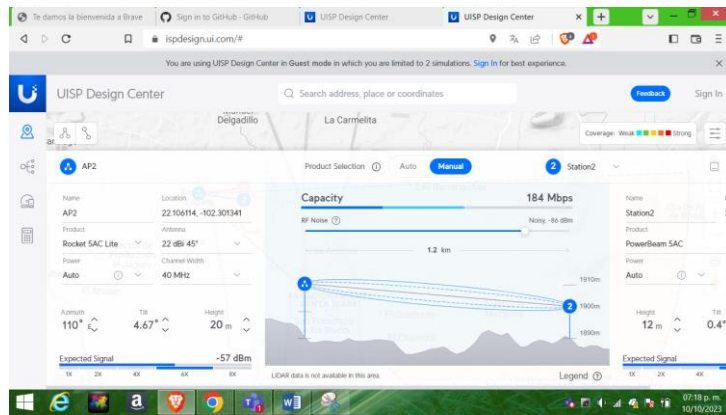 Te damos la bienvenida a Brave
Sign in to GitHub · GitHub
UISP Design Center
UISP Design Center
ispdesign.ui.com/#
You are using UISP Design Center in Guest mode in which you are limited to 2 simulations. Sign In for best experience.
UISP Design Center
Search address, place or coordinates
Feedback
Sign In
Delgadillo
La Carmelita
Coverage: Weak Strong
AP2
Product Selection
Auto
Manual
2 Station2
Name
AP2
Location
22.106114, -102.301341
Product
Rocket 5AC Lite
Antenna
22 dBi 45°
Power
Auto
Channel Width
40 MHz
Azimuth
110°
Tilt
4.67°
Height
20 m
Expected Signal
-57 dBm
1X 2X 4X 6X 8X
Capacity
184 Mbps
RF Noise
Noisy, -86 dBm
1.2 km
1910m
2
1900m
1890m
LIDAR data is not available in this area.
Legend
Name
Station2
Product
PowerBeam 5AC
Power
Auto
Height
12 m
Tilt
0.4°
Expected Signal
1X 2X 4X
07:18 p. m.
10/10/2023